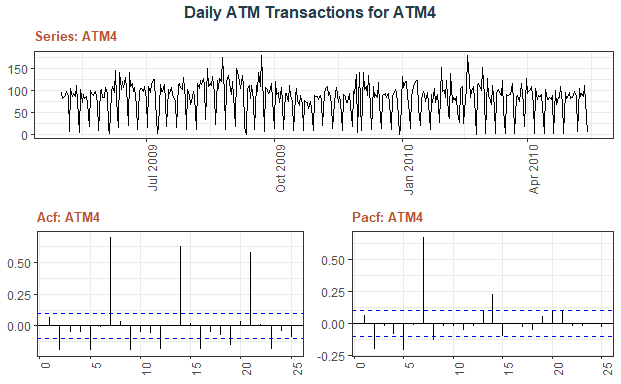 Daily ATM Transactions for ATM4
Series: ATM4
150
100
50
0
Jul 2009
Oct 2009
Jan 2010
Apr 2010
Acf: ATM4
0.50
0.25
0.00
0
5
10
15
20
25
Pacf: ATM4
0.50
0.25
0.00
-0.25
0
5
10
15
20
25